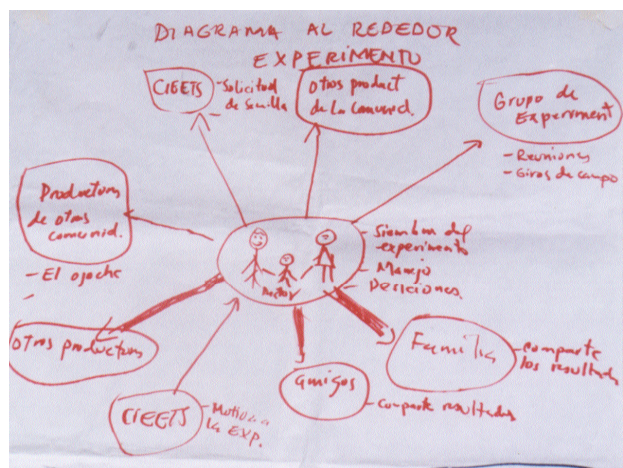 DIAGRAMA AL REDEDOR
EXPERIMENTO
CIEETS
-Solicitud
de Semilla
Otros product
de La comunid.
Grupo de
Experiment
- Reuniones
- Giros de campo
Productores
de otras
comunid.
- El ojoche
- Siembra del
experimento
- Manejo
Desiciones.
Otros productores
CIEETS
- Motiva a
la EXP.
amigos
- comparte resultados
Familia
- comparte
los resultados